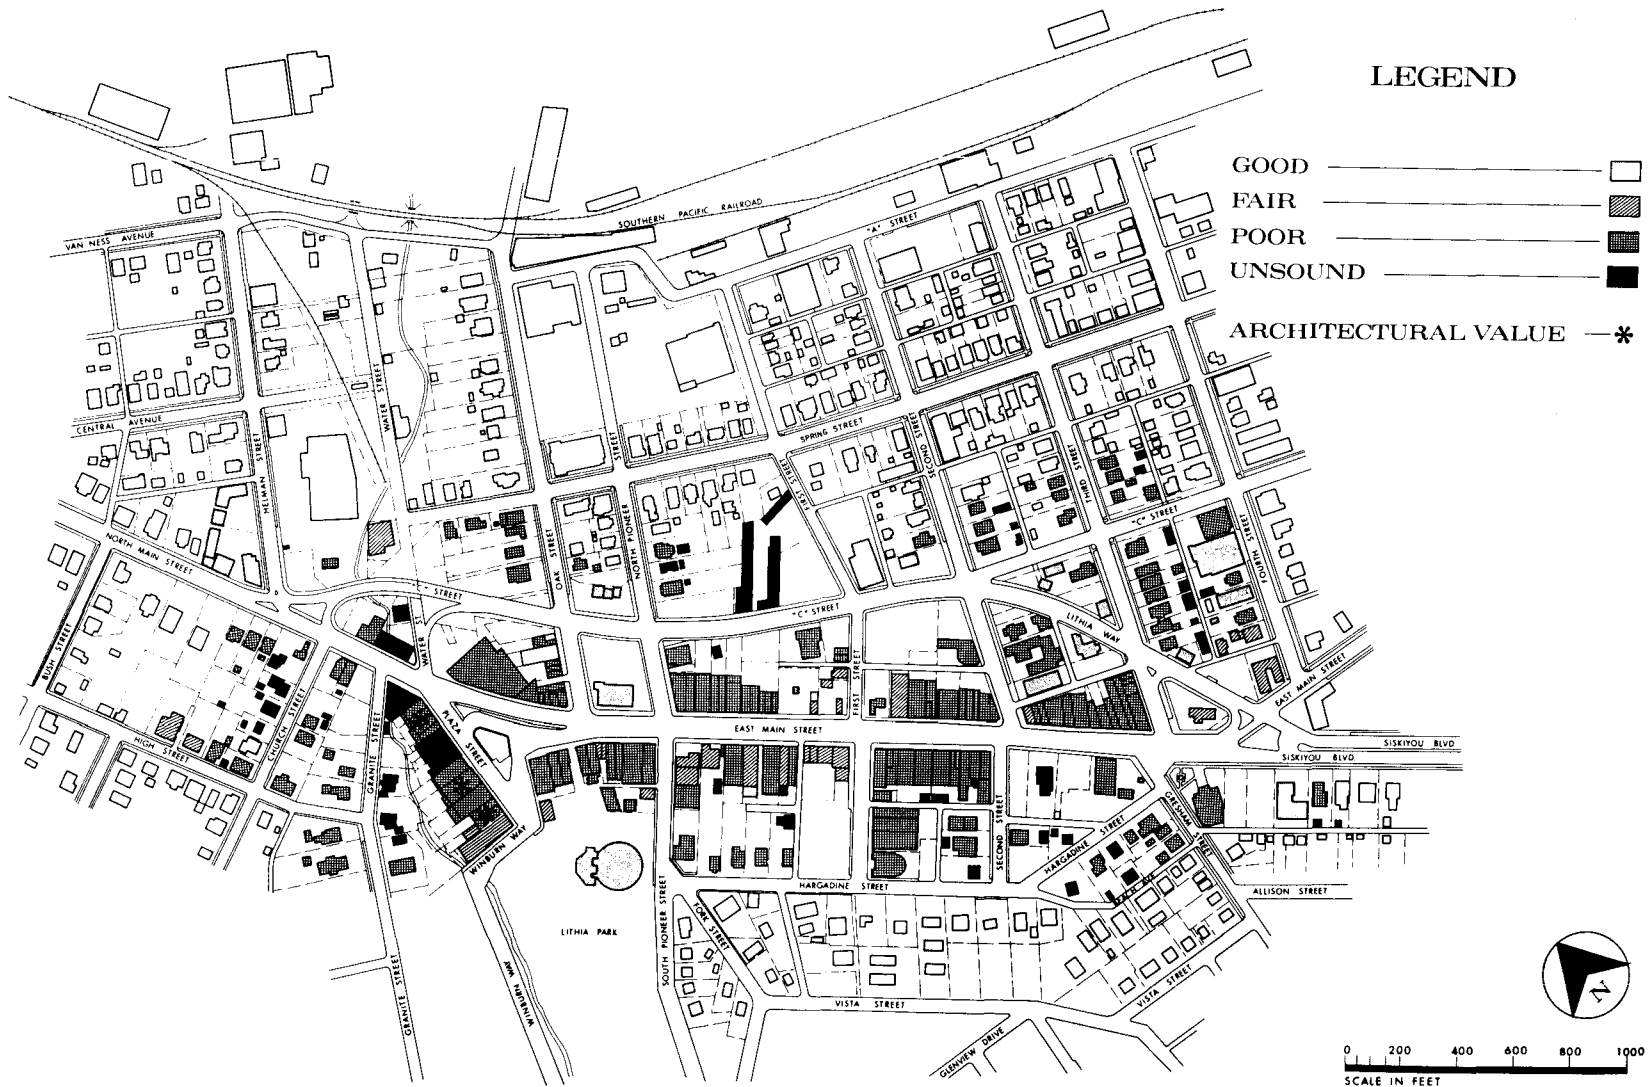 LEGEND
GOOD
FAIR
POOR
UNSOUND
ARCHITECTURAL VALUE
*
SOUTHERN PACIFIC RAILROAD
"A" STREET
VAN NESS AVENUE
WATER STREET
CENTRAL AVENUE
HELMAN STREET
SPRING STREET
SECOND STREET
FIRST STREET
THIRD STREET
"C" STREET
FOURTH STREET
NORTH MAIN STREET
NORTH PIONEER
STREET
OAK STREET
STREET
"C" STREET
LITHIA WAY
BUSH STREET
WATER ST
CHURCH STREET
HIGH STREET
GRANITE STREET
PLAZA STREET
FIRST STREET
EAST MAIN STREET
EAST MAIN STREET
SISKIYOU BLVD
SISKIYOU BLVD
GRESHAM STREET
WINBURN WAY
SECOND STREET
HARGADINE STREET
HARGADINE STREET
BEACH AVE
ALLISON STREET
FORK STREET
LITHIA PARK
SOUTH PIONEER STREET
GRANITE STREET
WINBURN WAY
VISTA STREET
VISTA STREET
GLENVIEW DRIVE
N
0 200 400 600 800 1000
SCALE IN FEET